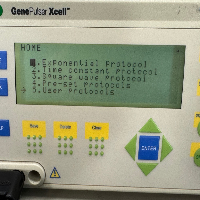 GenePulser Xcell™
HOME
1.Exponential Protocol
2.Time Constant Protocol
3.Square Wave Protocol
4.Pre-set Protocols
5.User Protocols
ENTER